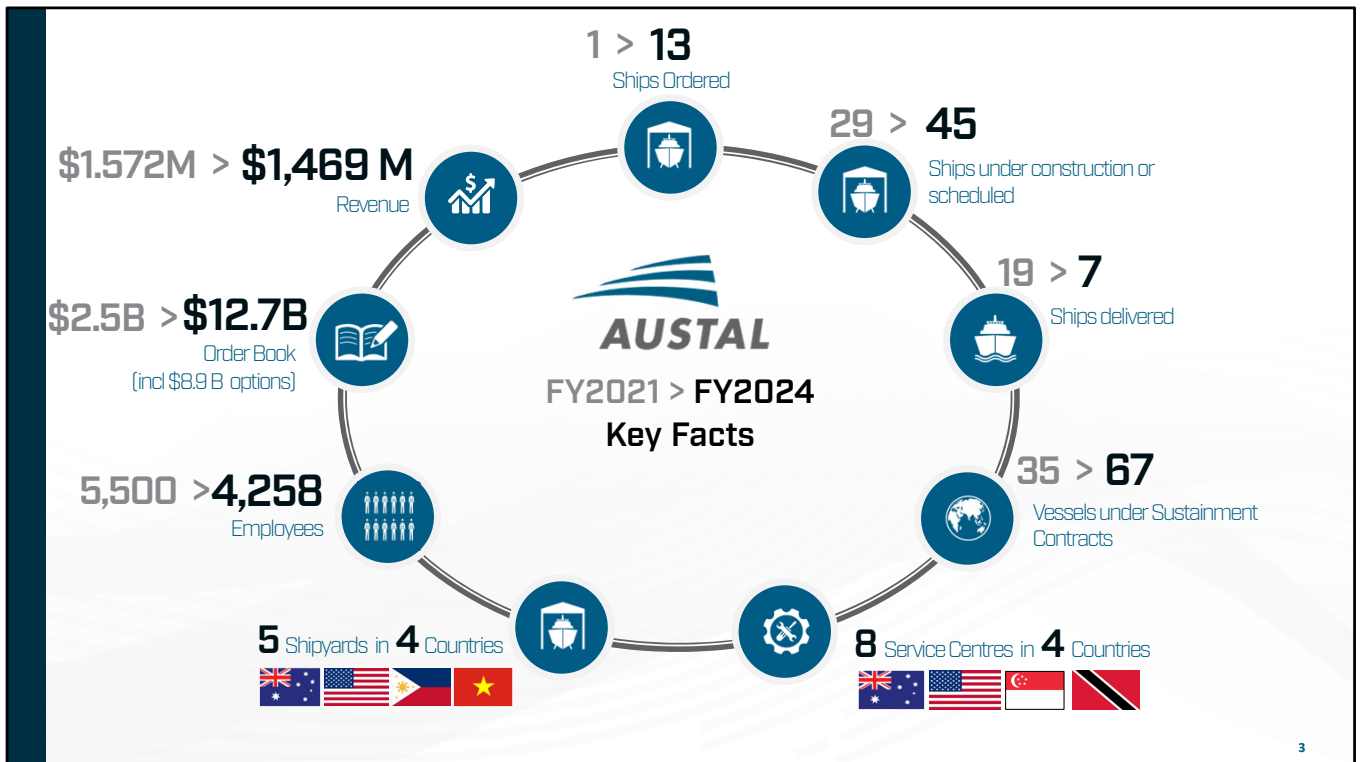 1 > 13
Ships Ordered
29 > 45
Ships under construction or
scheduled
$1.572M > $1,469 M
Revenue
19 > 7
Ships delivered
$2.5B > $12.7B
Order Book
(incl $8.9 B options)
AUSTAL
FY2021 > FY2024
Key Facts
35 > 67
Vessels under Sustainment
Contracts
5,500 >4,258
Employees
5 Shipyards in 4 Countries
8 Service Centres in 4 Countries
3